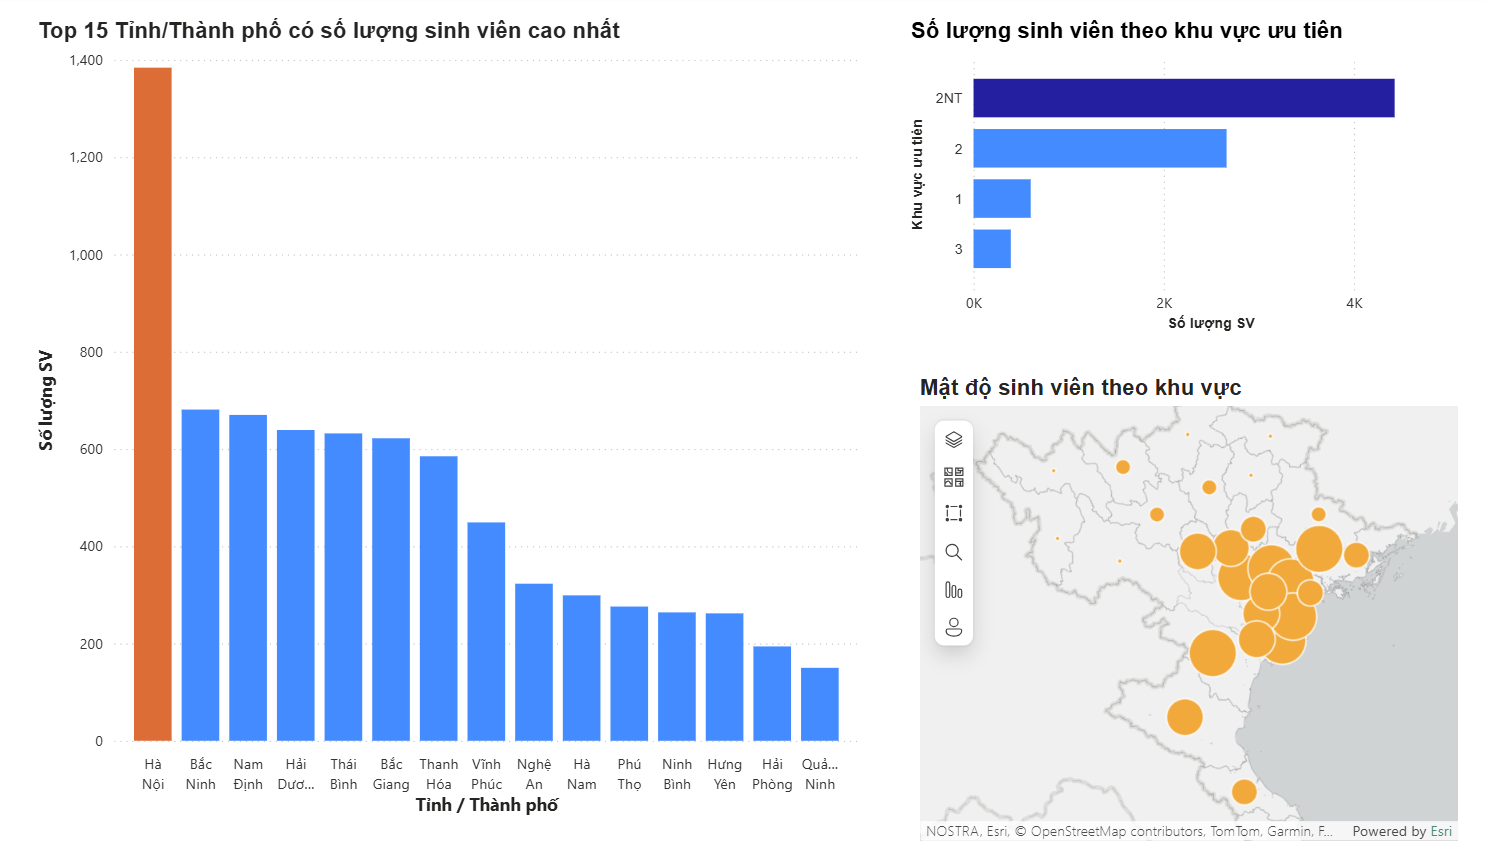 Top 15 Tỉnh/Thành phố có số lượng sinh viên cao nhất
1,400
1,200
1,000
800
600
400
200
0
Số lượng SV
Hà Nội
Bắc Ninh
Nam Định
Hải Dươ...
Thái Bình
Bắc Giang
Thanh Hóa
Vĩnh Phúc
Nghệ An
Hà Nam
Phú Thọ
Ninh Bình
Hưng Yên
Hải Phòng
Quả... Ninh
Tỉnh / Thành phố
Số lượng sinh viên theo khu vực ưu tiên
Khu vực ưu tiên
2NT
2
1
3
0K
2K
4K
Số lượng SV
Mật độ sinh viên theo khu vực
NOSTRA, Esri, © OpenStreetMap contributors, TomTom, Garmin, F...
Powered by Esri